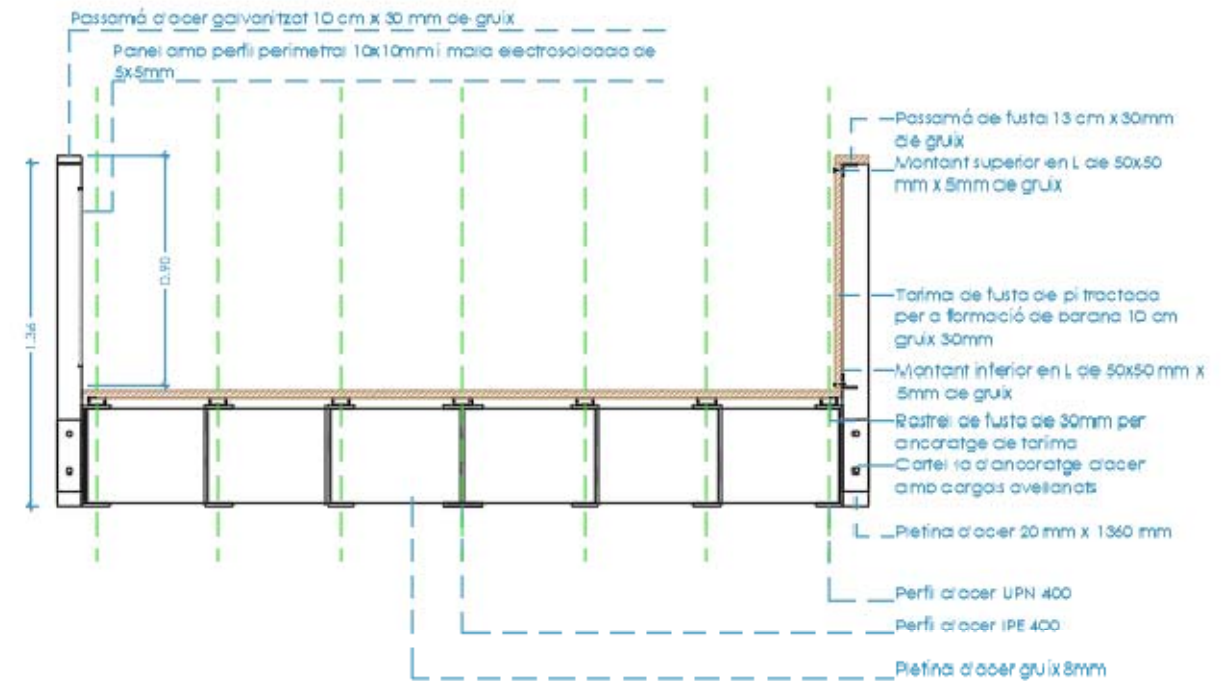 Passamá d'acer galvanitzat 10 cm x 30 mm de gruix
Panel amb perfil perimetral 10x10mm i malla electrosoldada de
5x5mm
Passamá de fusta 13 cm x 30mm
de gruix
Montant superior en L de 50x50
mm x 5mm de gruix
0.90
1.36
Tarima de fusta de pi tractada
per a formació de barana 10 cm
gruix 30mm
Montant inferior en L de 50x50 mm x
5mm de gruix
Rastrel de fusta de 30mm per
ancoratge de tarima
Cartel·la d'ancoratge d'acer
amb cargols avellanats
Pletina d'acer 20 mm x 1360 mm
Perfil d'acer UPN 400
Perfil d'acer IPE 400
Pletina d'acer gruix 8mm